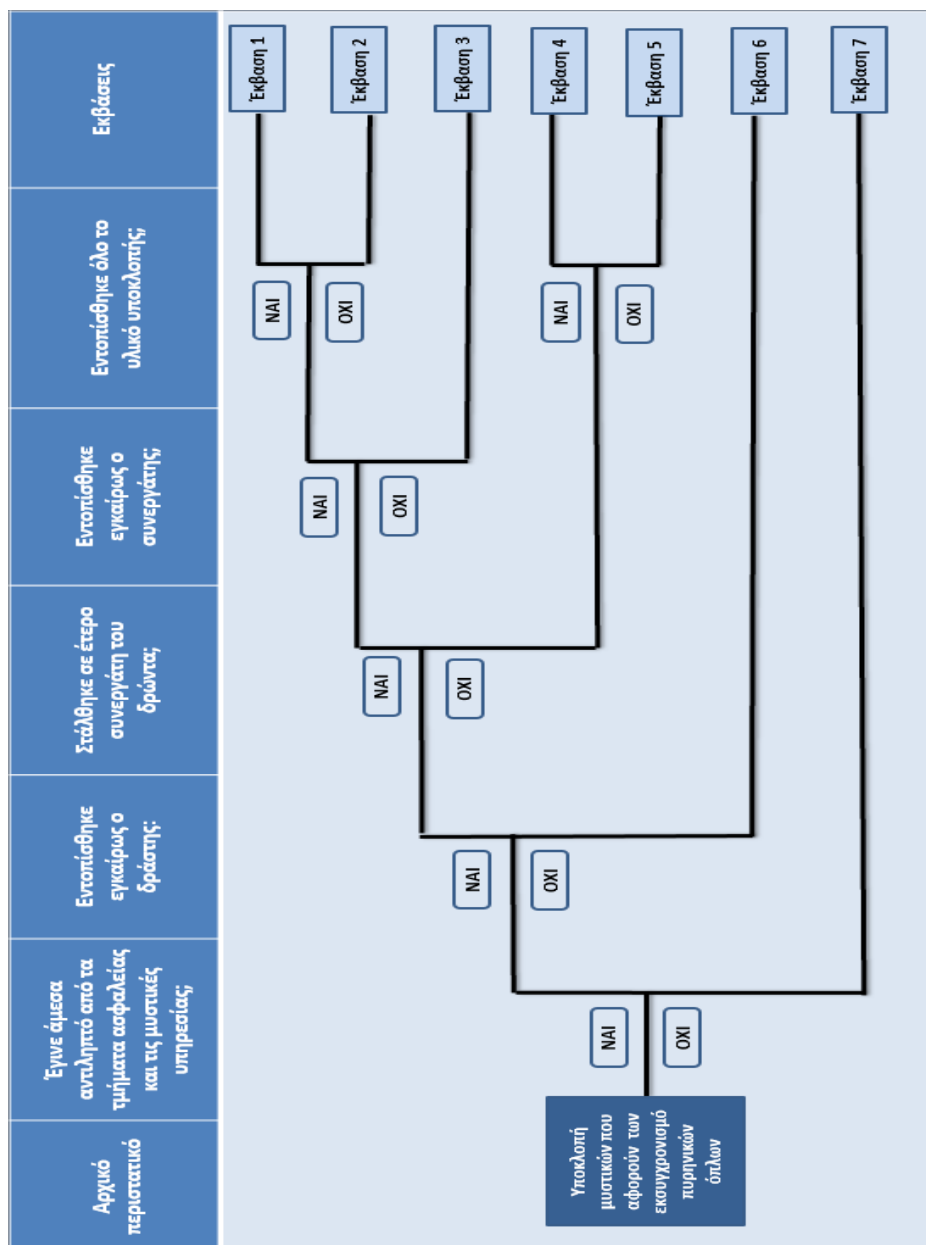 Αρχικό
περιστατικό
Έγινε άμεσα
αντιληπτό από τα
τμήματα ασφαλείας
και τις μυστικές
υπηρεσίας;
Εντοπίσθηκε
εγκαίρως ο
δράστης:
Στάλθηκε σε έτερο
συνεργάτη του
δρώντα;
Εντοπίσθηκε
εγκαίρως ο
συνεργάτης;
Εντοπίσθηκε όλο το
υλικό υποκλοπής;
Εκβάσεις
Υποκλοπή
μυστικών που
αφορούν των
εκσυγχρονισμό
πυρηνικών
όπλων
ΝΑΙ
ΟΧΙ
ΝΑΙ
ΟΧΙ
ΝΑΙ
ΟΧΙ
ΝΑΙ
ΟΧΙ
ΝΑΙ
ΟΧΙ
ΝΑΙ
ΟΧΙ
Έκβαση 1
Έκβαση 2
Έκβαση 3
Έκβαση 4
Έκβαση 5
Έκβαση 6
Έκβαση 7